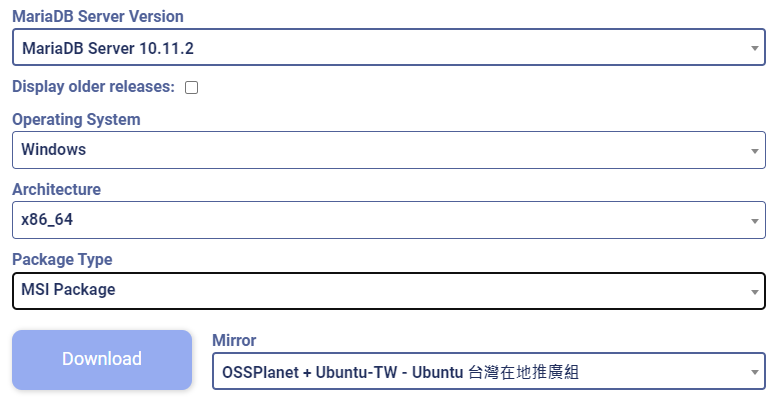 MariaDB Server Version
MariaDB Server 10.11.2
Display older releases:
Operating System
Windows
Architecture
x86_64
Package Type
MSI Package
Download
Mirror
OSSPlanet + Ubuntu-TW - Ubuntu 台灣在地推廣組